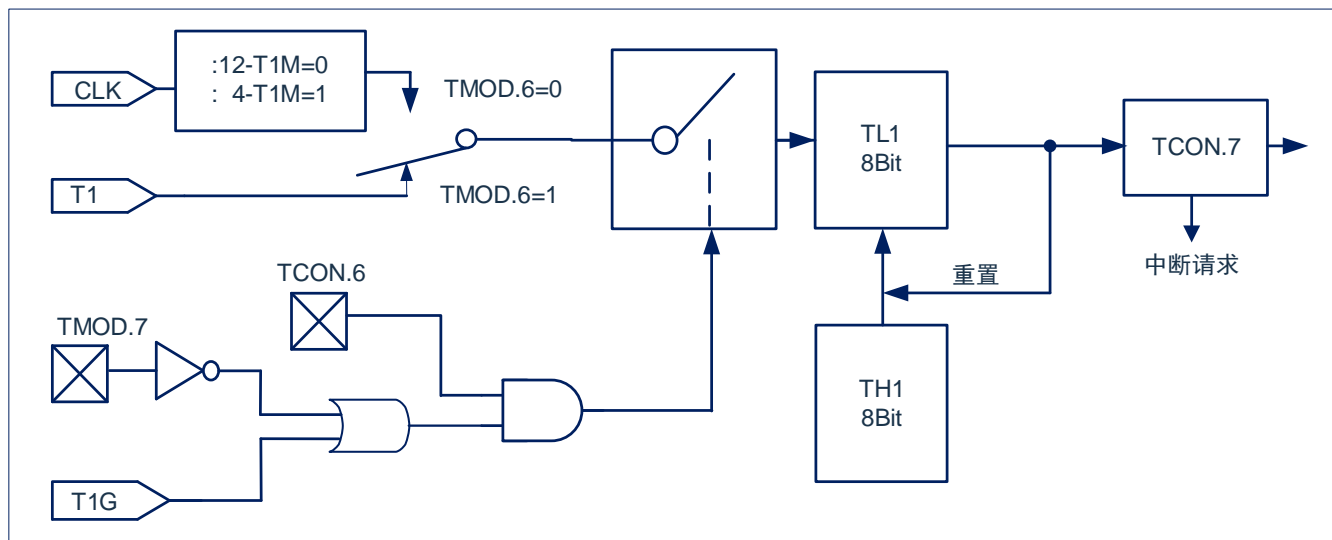 :12-T1M=0
: 4-T1M=1
CLK
TMOD.6=0
T1
TMOD.6=1
TL1
8Bit
TCON.7
中断请求
重置
TCON.6
TMOD.7
TH1
8Bit
T1G